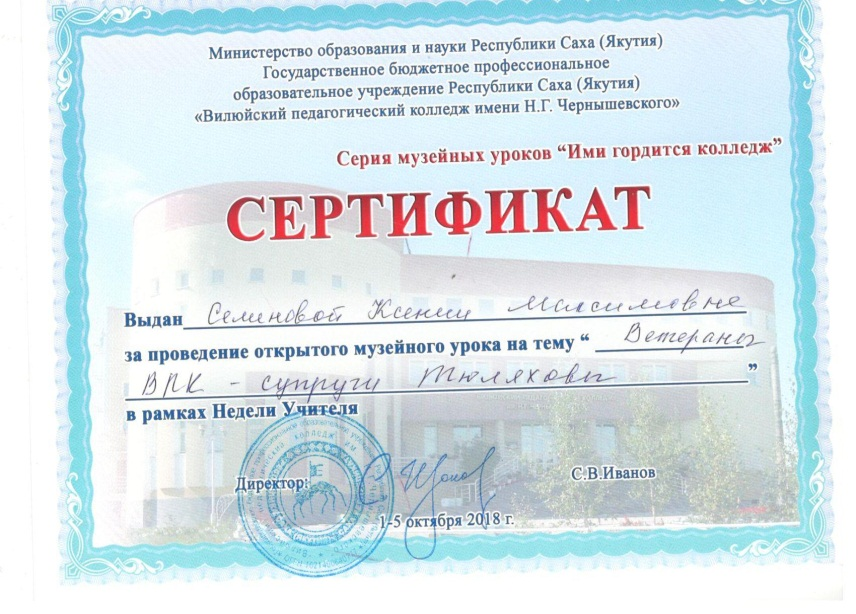 Министерство образования и науки Республики Саха (Якутия)
Государственное бюджетное профессиональное
образовательное учреждение Республики Саха (Якутия)
«Вилюйский педагогический колледж имени Н.Г. Чернышевского»
Серия музейных уроков “Ими гордится колледж”
СЕРТИФИКАТ
Выдан Семеновой Ксении Максимовне
за проведение открытого музейного урока на тему “ Ветераны
ВПК - супруги Тюляховы ”
в рамках Недели Учителя
Директор: С.В.Иванов
1-5 октября 2018 г.